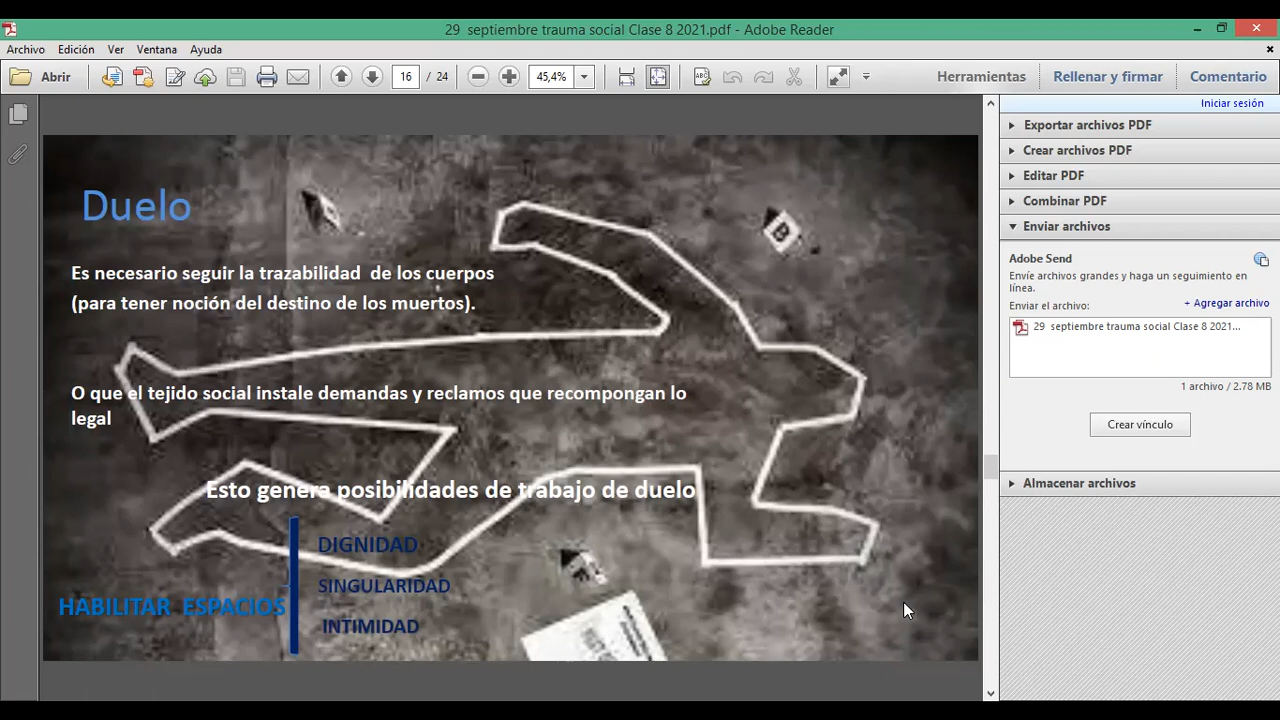 29  septiembre trauma social Clase 8 2021.pdf - Adobe Reader
Archivo Edición Ver Ventana Ayuda
Abrir 16 / 24 45,4% Herramientas Rellenar y firmar Comentario
Iniciar sesión
Exportar archivos PDF
Crear archivos PDF
Editar PDF
Combinar PDF
Enviar archivos
Adobe Send
Envíe archivos grandes y haga un seguimiento en
línea.
Enviar el archivo: + Agregar archivo
29  septiembre trauma social Clase 8 2021...
1 archivo / 2.78 MB
Crear vínculo
Almacenar archivos
Duelo
B
Es necesario seguir la trazabilidad  de los cuerpos
(para tener noción del destino de los muertos).
O que el tejido social instale demandas y reclamos que recompongan lo
legal
Esto genera posibilidades de trabajo de duelo
HABILITAR  ESPACIOS
DIGNIDAD
SINGULARIDAD
INTIMIDAD